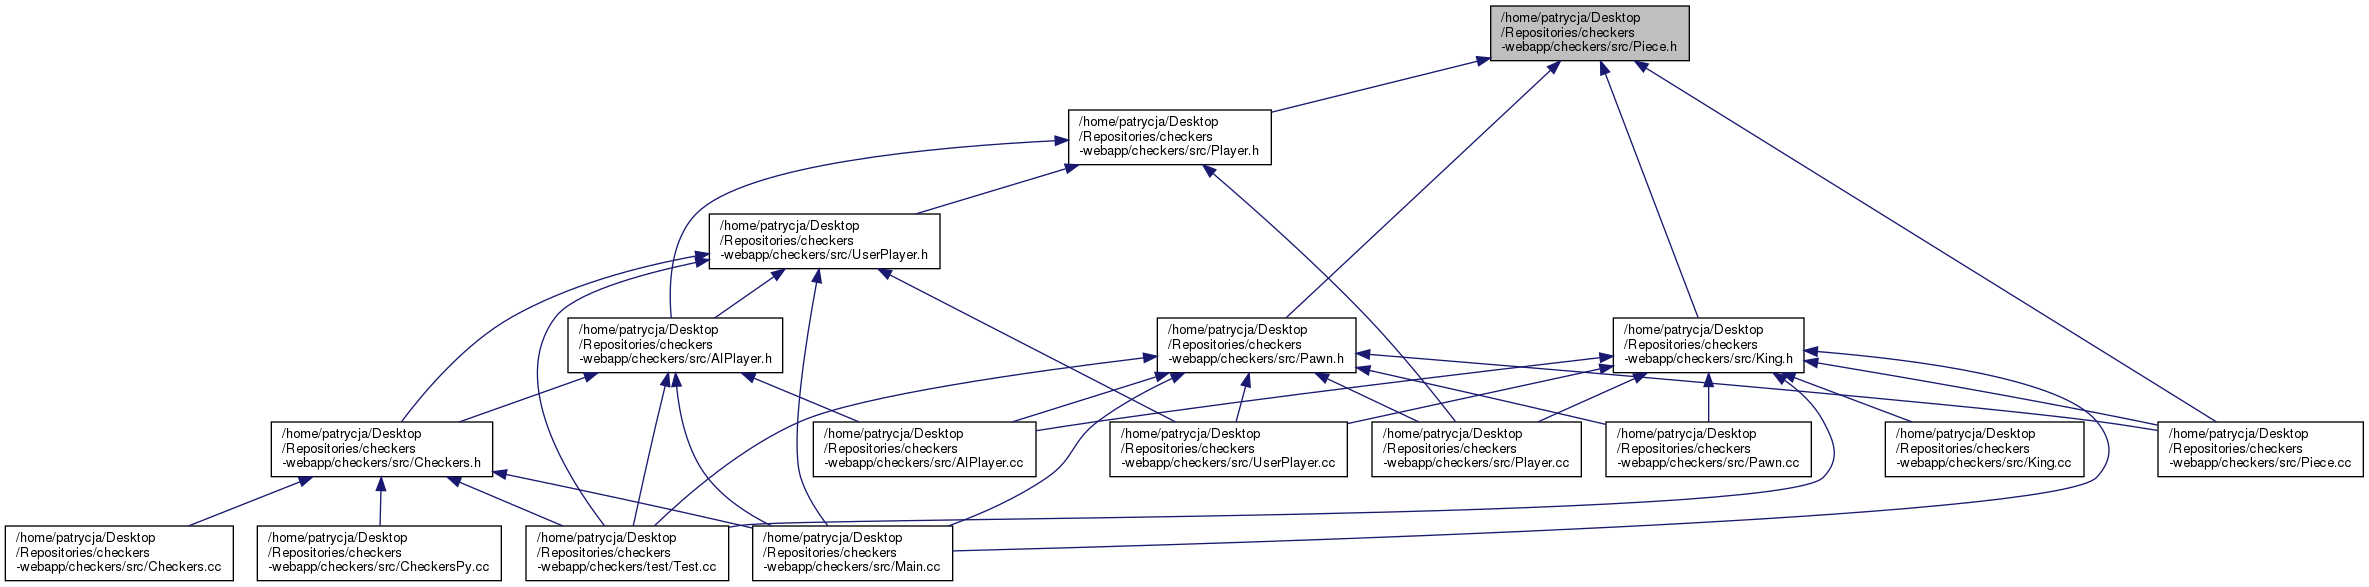 /home/patrycja/Desktop
/Repositories/checkers
-webapp/checkers/src/Piece.h
/home/patrycja/Desktop
/Repositories/checkers
-webapp/checkers/src/Player.h
/home/patrycja/Desktop
/Repositories/checkers
-webapp/checkers/src/UserPlayer.h
/home/patrycja/Desktop
/Repositories/checkers
-webapp/checkers/src/AIPlayer.h
/home/patrycja/Desktop
/Repositories/checkers
-webapp/checkers/src/Pawn.h
/home/patrycja/Desktop
/Repositories/checkers
-webapp/checkers/src/King.h
/home/patrycja/Desktop
/Repositories/checkers
-webapp/checkers/src/Checkers.h
/home/patrycja/Desktop
/Repositories/checkers
-webapp/checkers/src/AIPlayer.cc
/home/patrycja/Desktop
/Repositories/checkers
-webapp/checkers/src/UserPlayer.cc
/home/patrycja/Desktop
/Repositories/checkers
-webapp/checkers/src/Player.cc
/home/patrycja/Desktop
/Repositories/checkers
-webapp/checkers/src/Pawn.cc
/home/patrycja/Desktop
/Repositories/checkers
-webapp/checkers/src/King.cc
/home/patrycja/Desktop
/Repositories/checkers
-webapp/checkers/src/Piece.cc
/home/patrycja/Desktop
/Repositories/checkers
-webapp/checkers/src/Checkers.cc
/home/patrycja/Desktop
/Repositories/checkers
-webapp/checkers/src/CheckersPy.cc
/home/patrycja/Desktop
/Repositories/checkers
-webapp/checkers/test/Test.cc
/home/patrycja/Desktop
/Repositories/checkers
-webapp/checkers/src/Main.cc